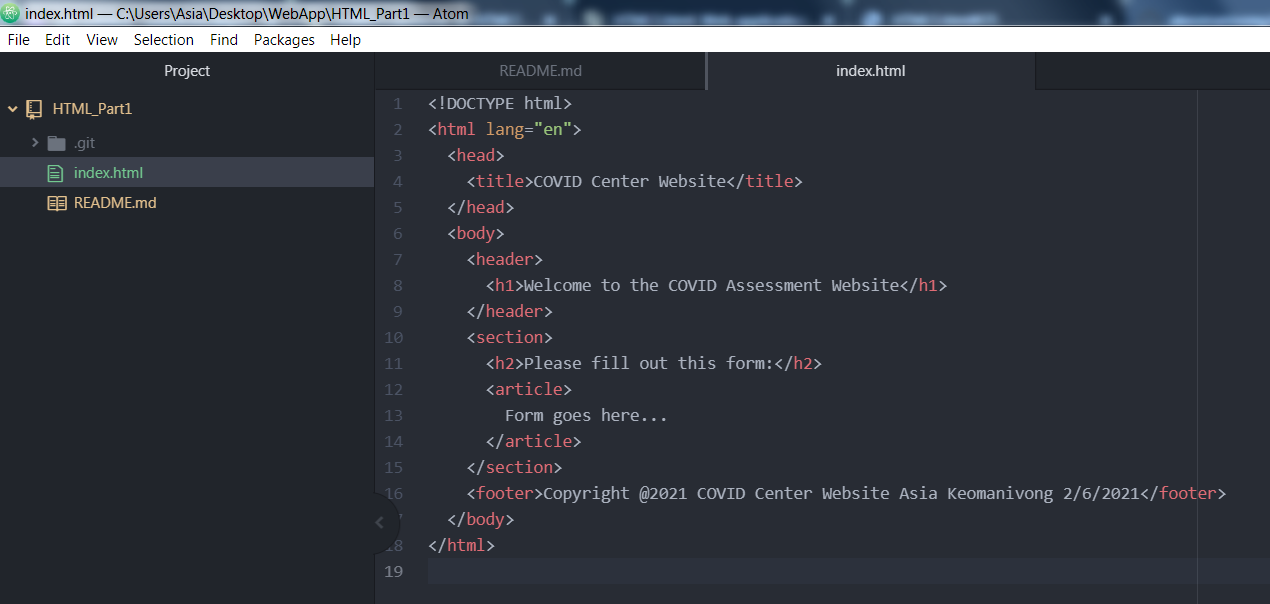 index.html — C:\Users\Asia\Desktop\WebApp\HTML_Part1 — Atom
File Edit View Selection Find Packages Help
Project
HTML_Part1
.git
index.html
README.md
README.md index.html
1 <!DOCTYPE html>
2 <html lang="en">
3 <head>
4 <title>COVID Center Website</title>
5 </head>
6 <body>
7 <header>
8 <h1>Welcome to the COVID Assessment Website</h1>
9 </header>
10 <section>
11 <h2>Please fill out this form:</h2>
12 <article>
13 Form goes here...
14 </article>
15 </section>
16 <footer>Copyright @2021 COVID Center Website Asia Keomanivong 2/6/2021</footer>
</body>
18 </html>
19